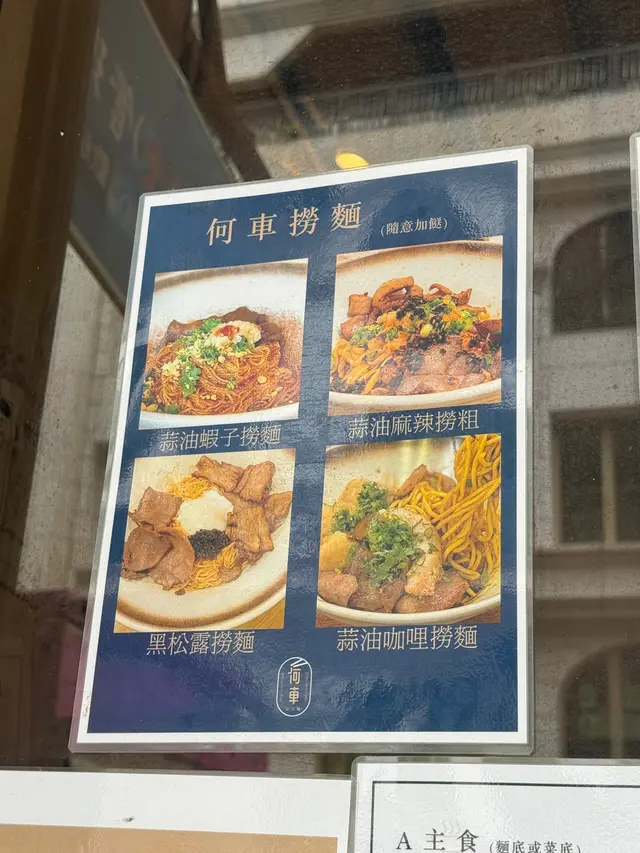 何車撈麵 (隨意加餸)
蒜油蝦子撈麵
蒜油麻辣撈粗
黑松露撈麵
蒜油咖哩撈麵
何車
A 主食 (麵底或菜底)